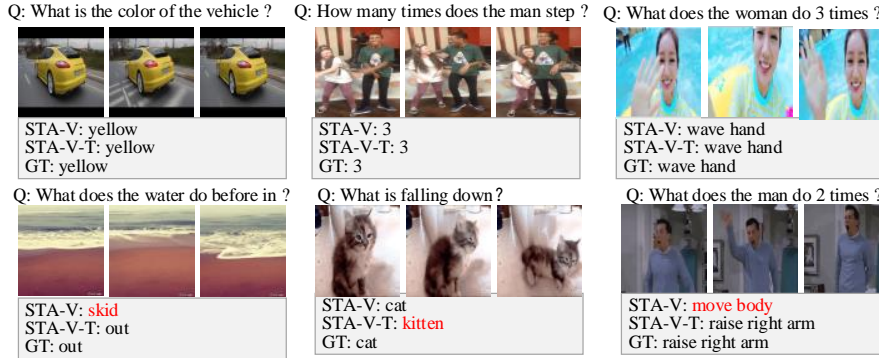 Q: What is the color of the vehicle ?
STA-V: yellow
STA-V-T: yellow
GT: yellow
Q: How many times does the man step ?
STA-V: 3
STA-V-T: 3
GT: 3
Q: What does the woman do 3 times ?
STA-V: wave hand
STA-V-T: wave hand
GT: wave hand
Q: What does the water do before in ?
STA-V: skid
STA-V-T: out
GT: out
Q: What is falling down?
STA-V: cat
STA-V-T: kitten
GT: cat
Q: What does the man do 2 times ?
STA-V: move body
STA-V-T: raise right arm
GT: raise right arm